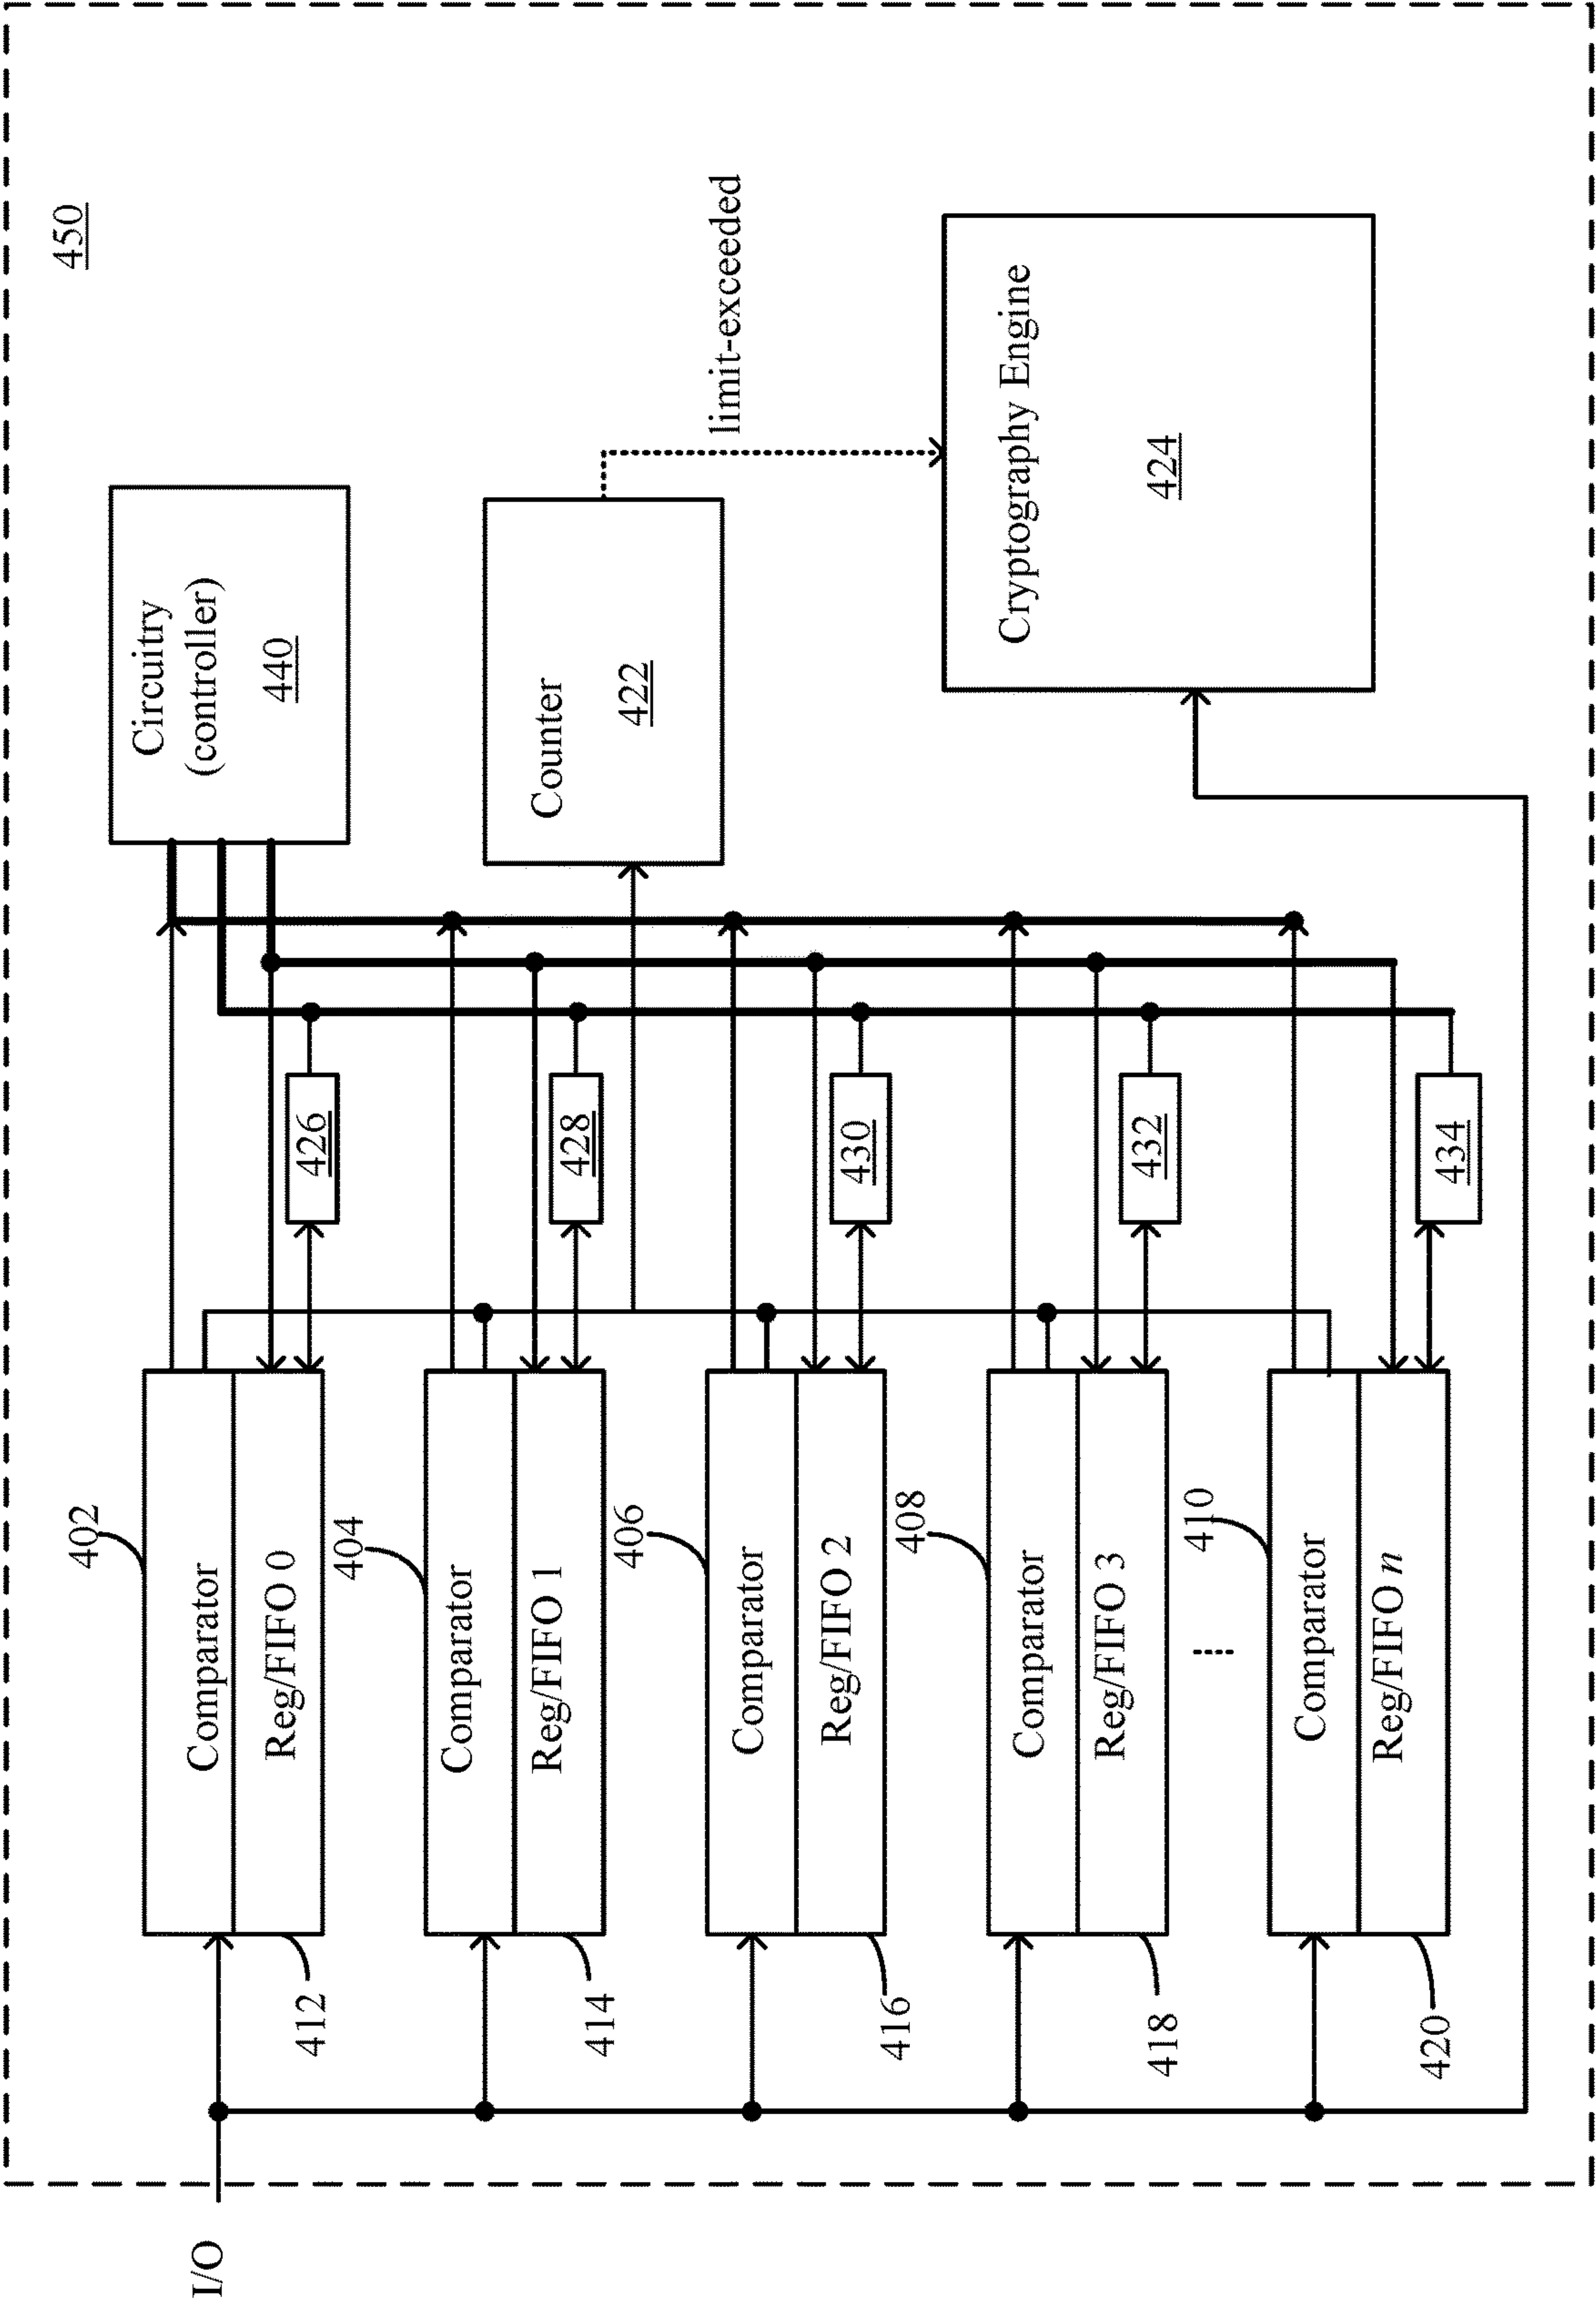 450
Circuitry
(controller)
440
Counter
422
limit-exceeded
Cryptography Engine
424
426
428
430
432
434
402
Comparator
Reg/FIFO 0
412
404
Comparator
Reg/FIFO 1
414
406
Comparator
Reg/FIFO 2
416
408
Comparator
Reg/FIFO 3
418
410
Comparator
Reg/FIFO n
420
I/O